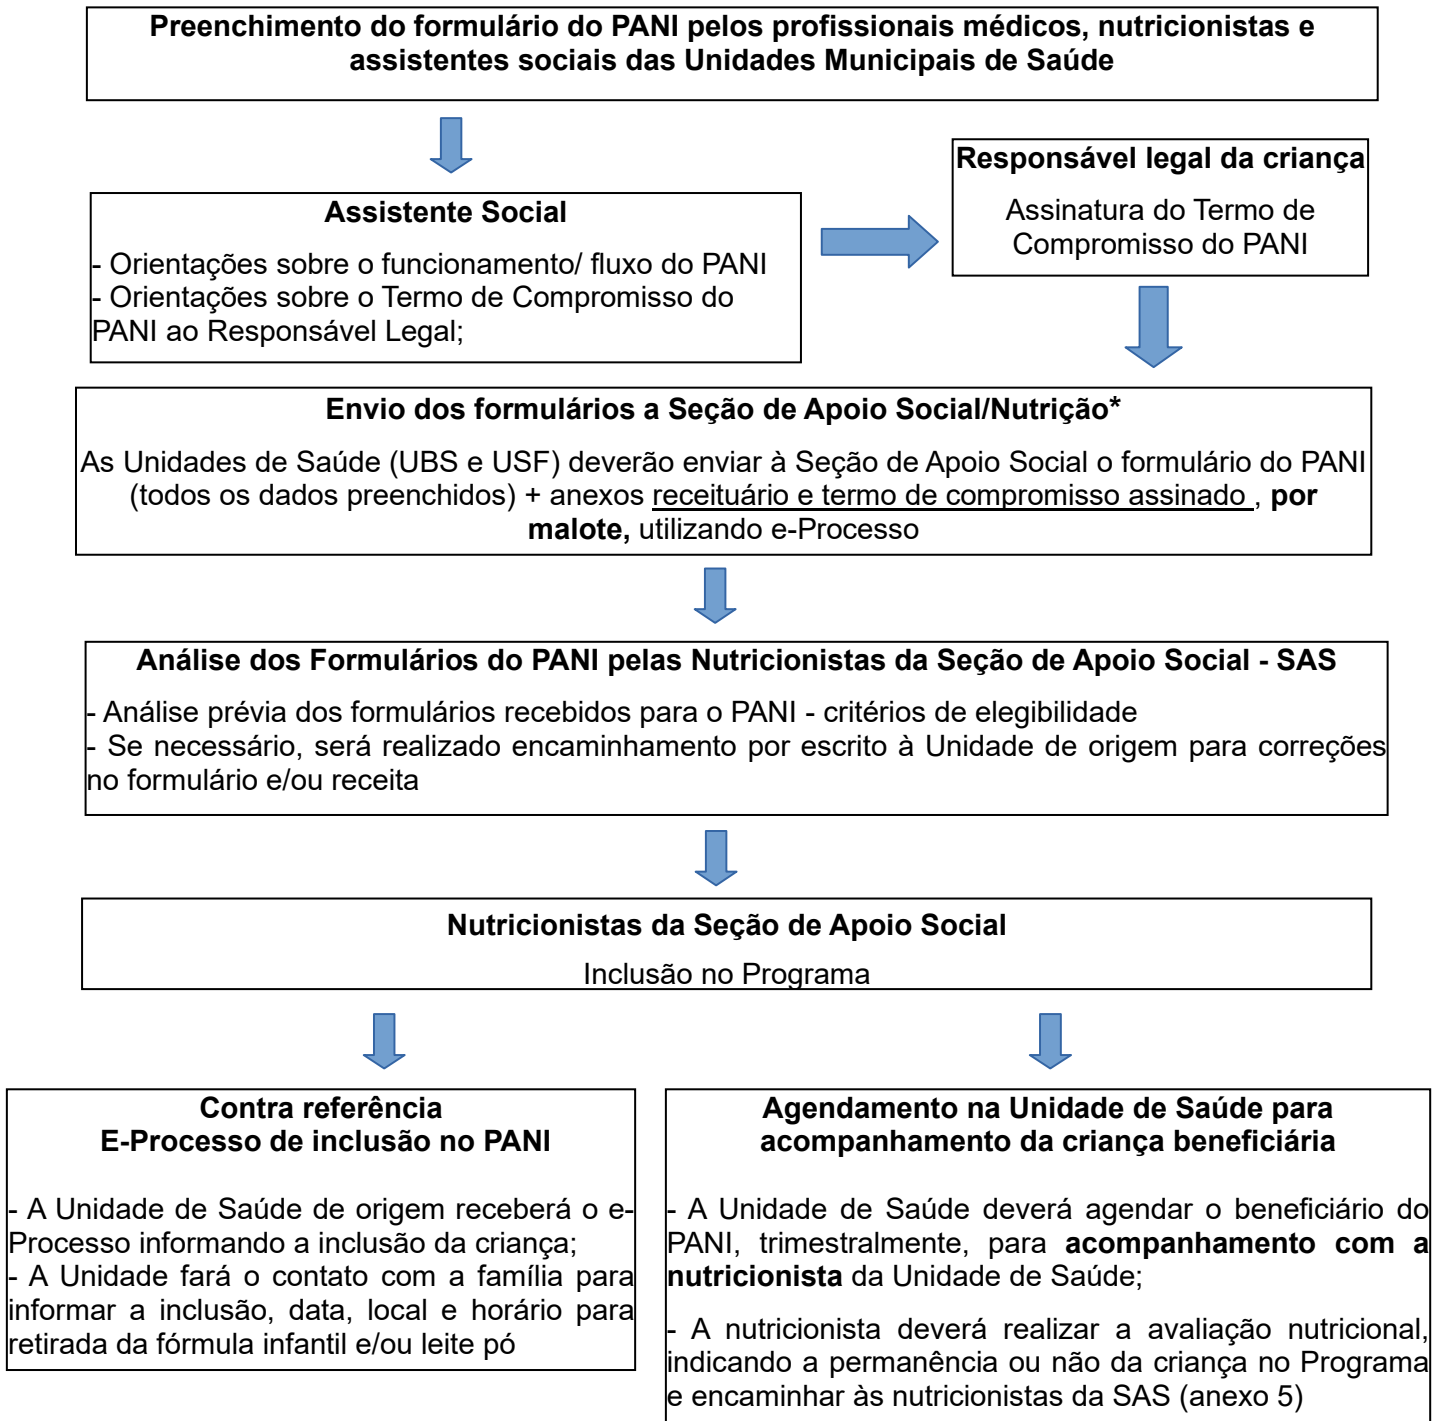 Preenchimento do formulário do PANI pelos profissionais médicos, nutricionistas e
assistentes sociais das Unidades Municipais de Saúde
Assistente Social
- Orientações sobre o funcionamento/ fluxo do PANI
- Orientações sobre o Termo de Compromisso do
PANI ao Responsável Legal;
Responsável legal da criança
Assinatura do Termo de
Compromisso do PANI
Envio dos formulários a Seção de Apoio Social/Nutrição*
As Unidades de Saúde (UBS e USF) deverão enviar à Seção de Apoio Social o formulário do PANI
(todos os dados preenchidos) + anexos receituário e termo de compromisso assinado , por
malote, utilizando e-Processo
Análise dos Formulários do PANI pelas Nutricionistas da Seção de Apoio Social - SAS
- Análise prévia dos formulários recebidos para o PANI - critérios de elegibilidade
- Se necessário, será realizado encaminhamento por escrito à Unidade de origem para correções
no formulário e/ou receita
Nutricionistas da Seção de Apoio Social
Inclusão no Programa
Contra referência
E-Processo de inclusão no PANI
- A Unidade de Saúde de origem receberá o e-
Processo informando a inclusão da criança;
- A Unidade fará o contato com a família para
informar a inclusão, data, local e horário para
retirada da fórmula infantil e/ou leite pó
Agendamento na Unidade de Saúde para
acompanhamento da criança beneficiária
- A Unidade de Saúde deverá agendar o beneficiário do
PANI, trimestralmente, para acompanhamento com a
nutricionista da Unidade de Saúde;
- A nutricionista deverá realizar a avaliação nutricional,
indicando a permanência ou não da criança no Programa
e encaminhar às nutricionistas da SAS (anexo 5)